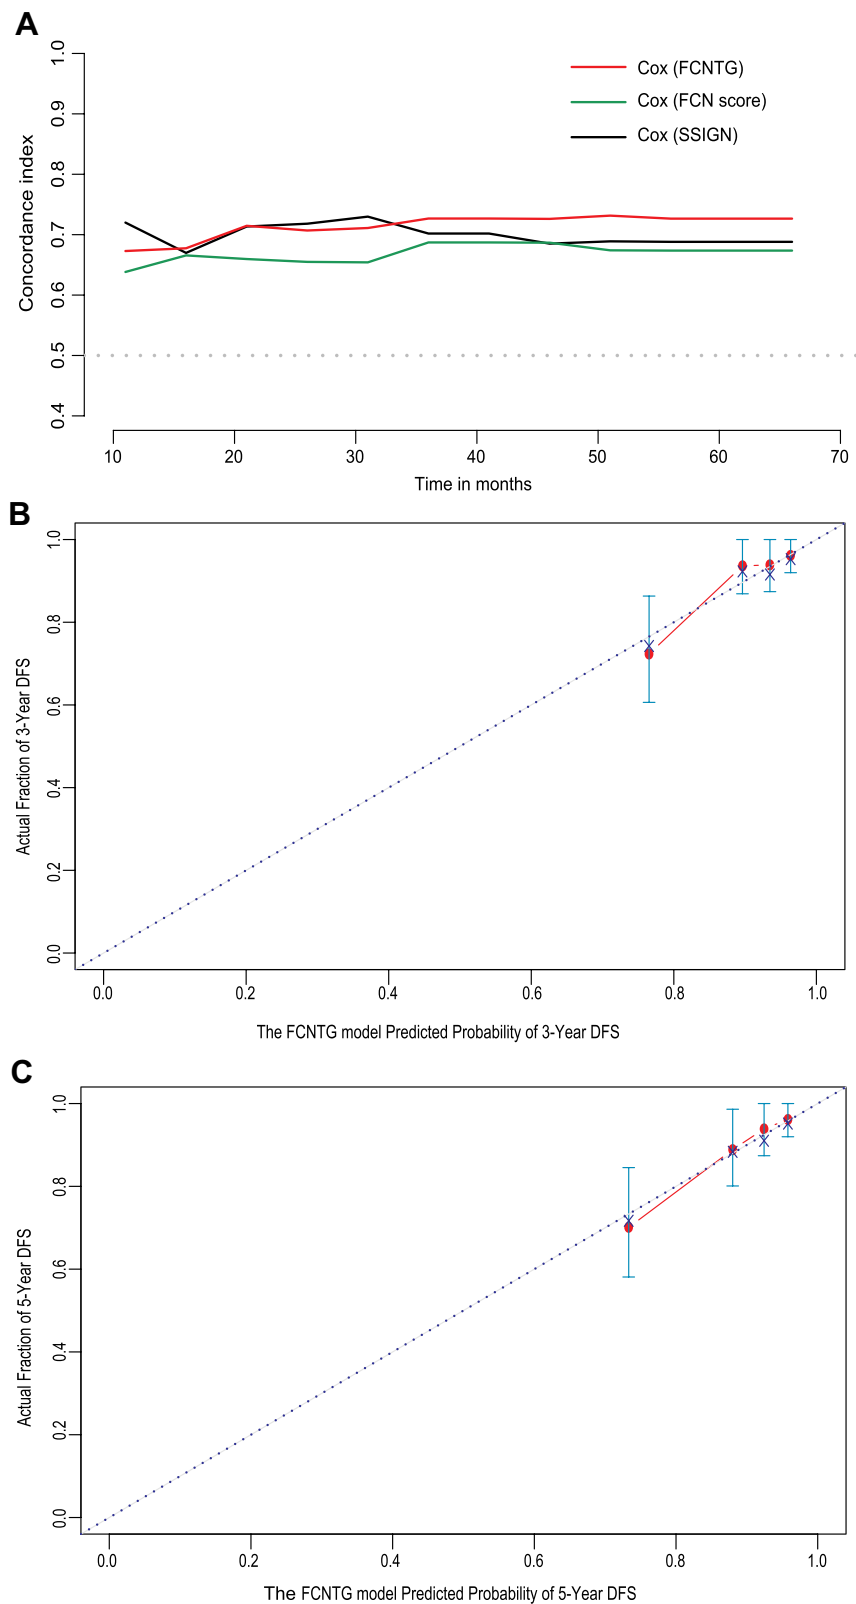 A
1.0
0.9
0.8
0.7
0.6
0.5
0.4
Concordance index
Cox (FCNTG)
Cox (FCN score)
Cox (SSIGN)
10 20 30 40 50 60 70
Time in months
B
1.0
0.8
0.6
0.4
0.2
0.0
Actual Fraction of 3-Year DFS
0.0 0.2 0.4 0.6 0.8 1.0
The FCNTG model Predicted Probability of 3-Year DFS
C
1.0
0.8
0.6
0.4
0.2
0.0
Actual Fraction of 5-Year DFS
0.0 0.2 0.4 0.6 0.8 1.0
The FCNTG model Predicted Probability of 5-Year DFS